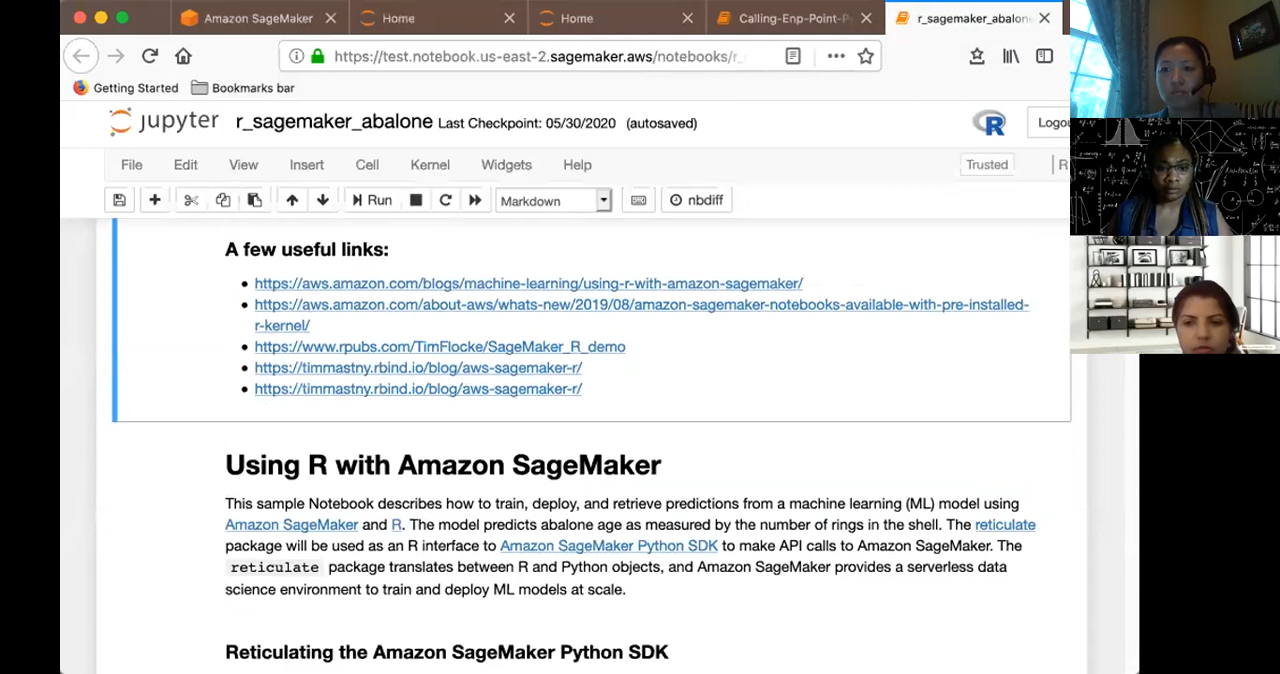 Amazon SageMaker
Home
Home
Calling-Enp-Point-P
r_sagemaker_abalone
https://test.notebook.us-east-2.sagemaker.aws/notebooks/r_
Getting Started
Bookmarks bar
jupyter r_sagemaker_abalone Last Checkpoint: 05/30/2020 (autosaved)
R
Logou
File Edit View Insert Cell Kernel Widgets Help
Trusted
R
Run
Markdown
nbdiff
A few useful links:
https://aws.amazon.com/blogs/machine-learning/using-r-with-amazon-sagemaker/
https://aws.amazon.com/about-aws/whats-new/2019/08/amazon-sagemaker-notebooks-available-with-pre-installed-
r-kernel/
https://www.rpubs.com/TimFlocke/SageMaker_R_demo
https://timmastny.rbind.io/blog/aws-sagemaker-r/
https://timmastny.rbind.io/blog/aws-sagemaker-r/
Using R with Amazon SageMaker
This sample Notebook describes how to train, deploy, and retrieve predictions from a machine learning (ML) model using
Amazon SageMaker and R. The model predicts abalone age as measured by the number of rings in the shell. The reticulate
package will be used as an R interface to Amazon SageMaker Python SDK to make API calls to Amazon SageMaker. The
reticulate package translates between R and Python objects, and Amazon SageMaker provides a serverless data
science environment to train and deploy ML models at scale.
Reticulating the Amazon SageMaker Python SDK